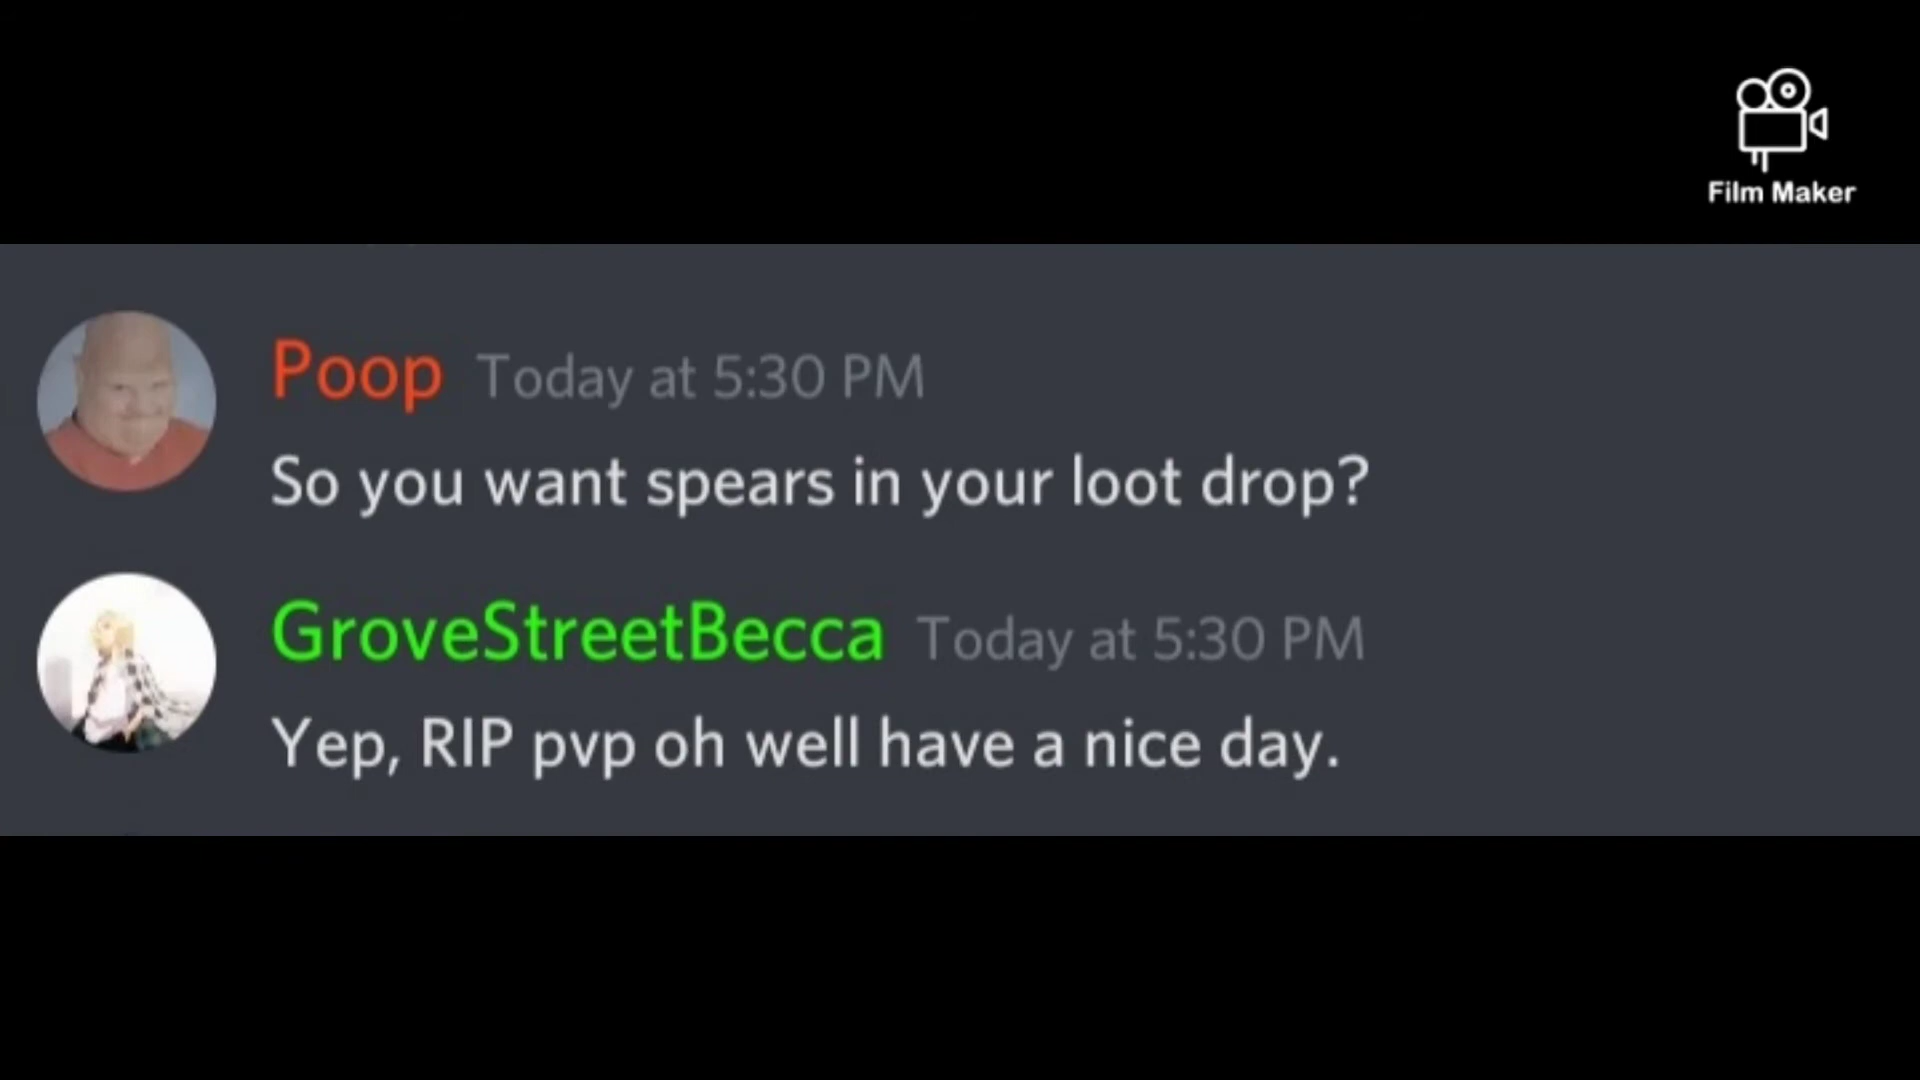 Film Maker
Poop Today at 5:30 PM
So you want spears in your loot drop?
GroveStreetBecca Today at 5:30 PM
Yep, RIP pvp oh well have a nice day.